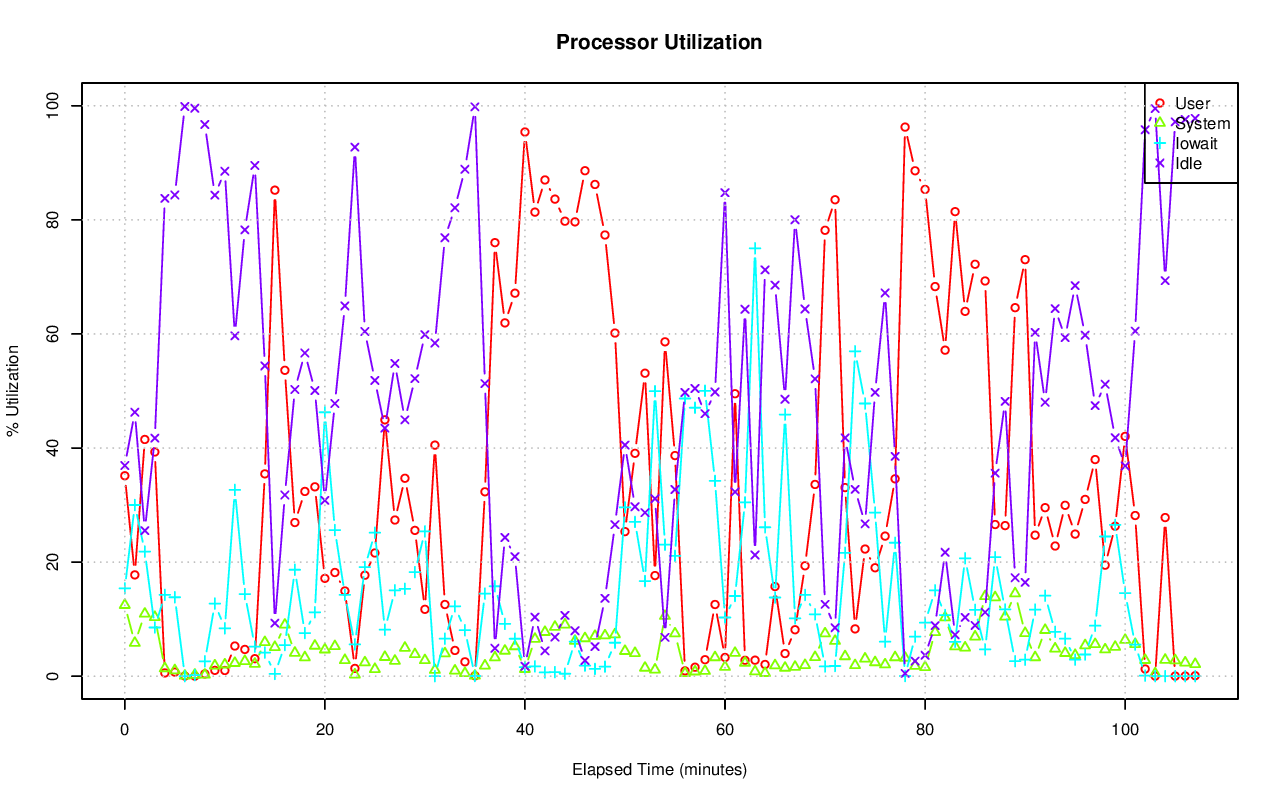 Processor Utilization
% Utilization
100
80
60
40
20
0
User
System
Iowait
Idle
0 20 40 60 80 100
Elapsed Time (minutes)